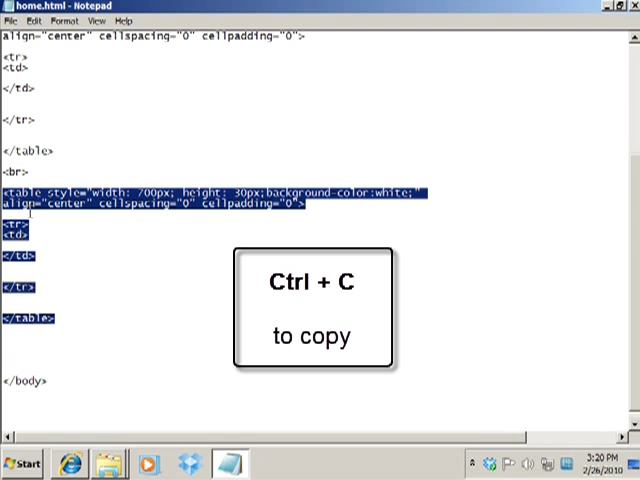 home.html - Notepad
File Edit Format View Help
align="center" cellspacing="0" cellpadding="0">
<tr>
<td>
</td>
</tr>
</table>
<br>
<table style="width: 700px; height: 30px;background-color:white;"
align="center" cellspacing="0" cellpadding="0">
<tr>
<td>
</td>
</tr>
</table>
Ctrl + C
to copy
</body>
Start
3:20 PM
2/26/2010